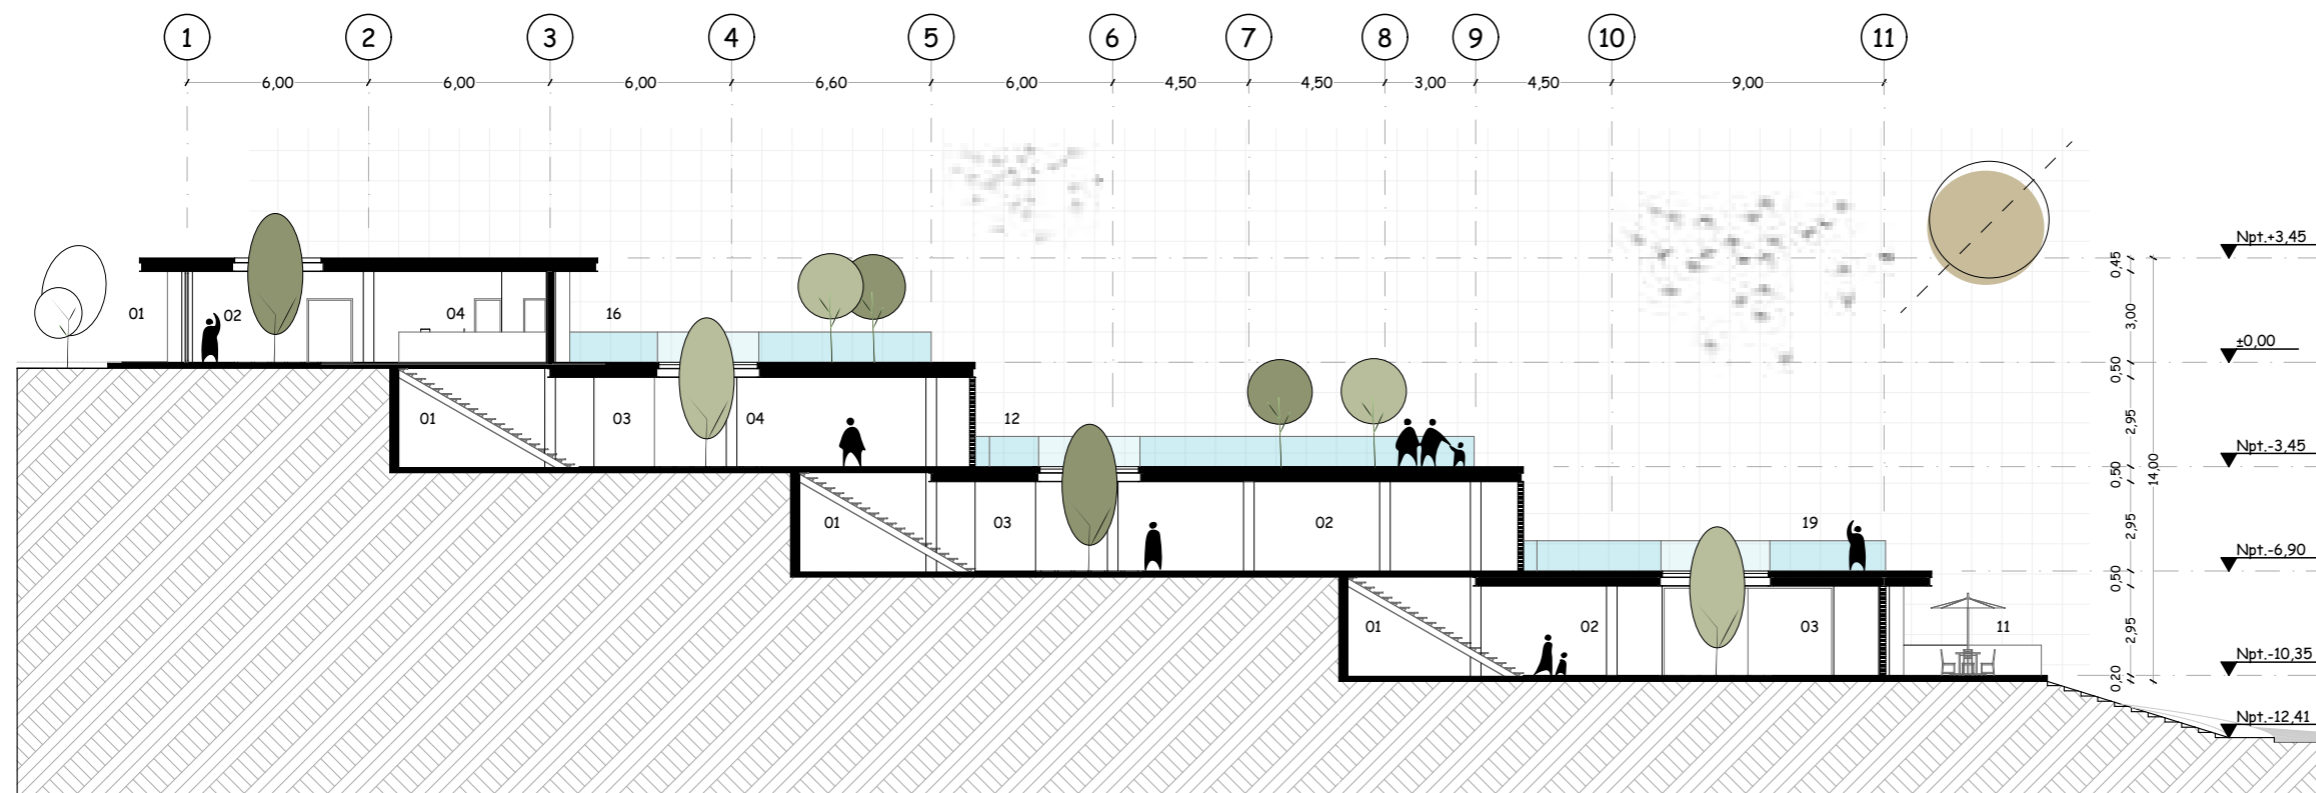 1 2 3 4 5 6 7 8 9 10 11
6,00 6,00 6,00 6,60 6,00 4,50 4,50 3,00 4,50 9,00
Npt.+3,45
0,45
01 02 04 16
3,00
±0,00
0,50
01 03 04 12
2,95
Npt.-3,45
0,50
14,00
01 03 02 19
2,95
Npt.-6,90
0,50
01 02 03 11
2,95
Npt.-10,35
0,20
Npt.-12,41